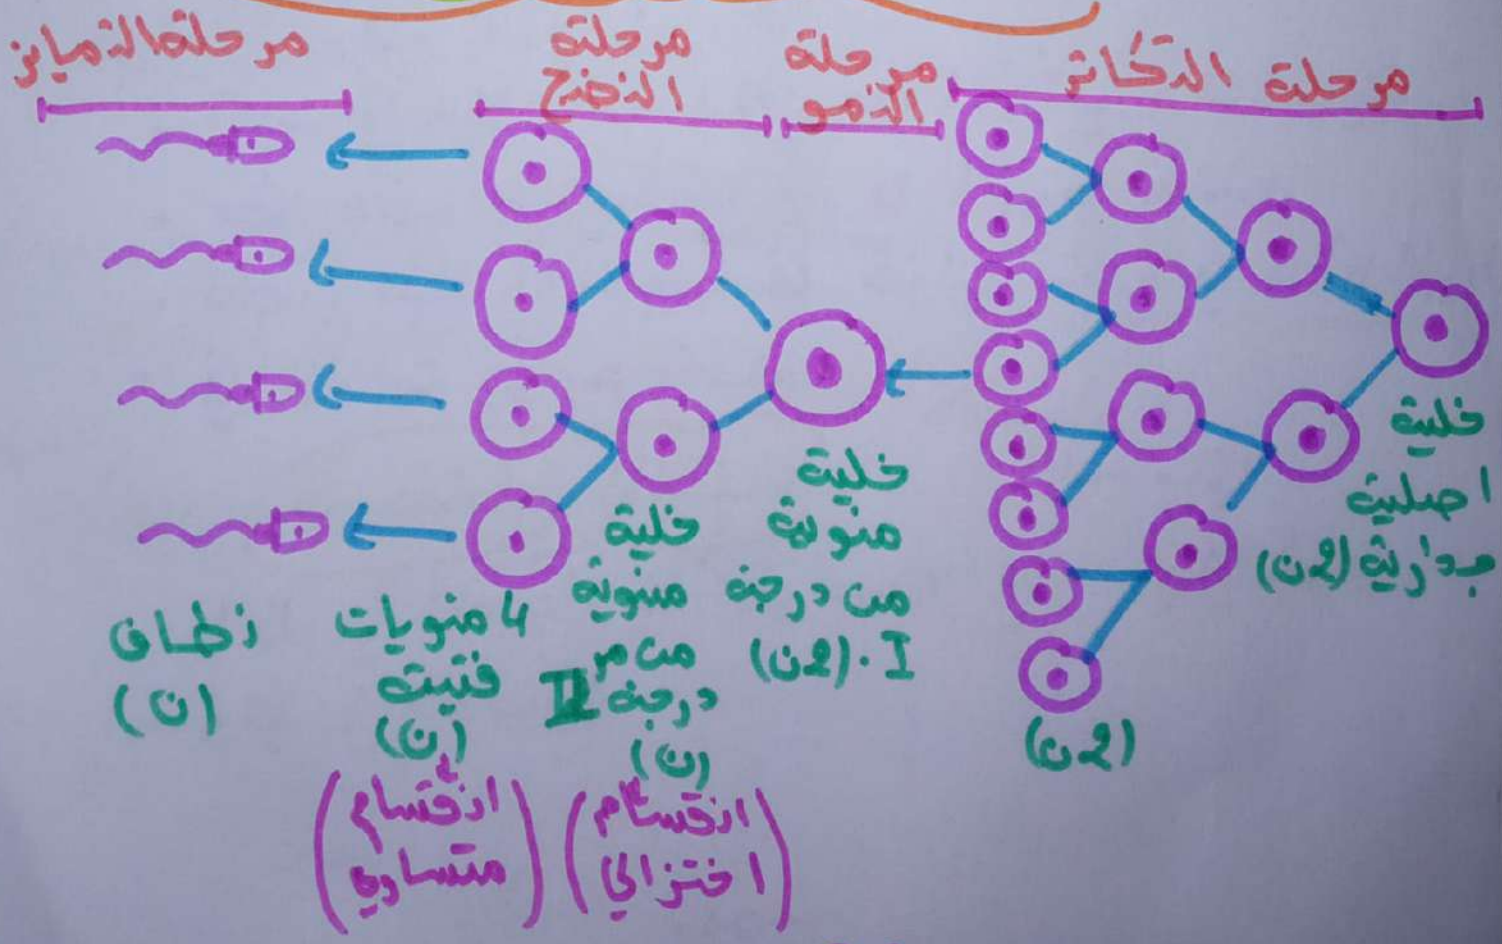 مرحلة التكاثر
مرحلة
النمو
مرحلة
النضج
مرحلة التمايز
خلية
اصلية
جدارية (2ن)
(2ن)
خلية
منوية
من درجة
I. (2ن)
خلية
منوية
من
درجة II
(ن)
4 منويات
فتية
(ن)
نطاف
(ن)
(انقسام
اختزالي)
(انقسام
متساوي)